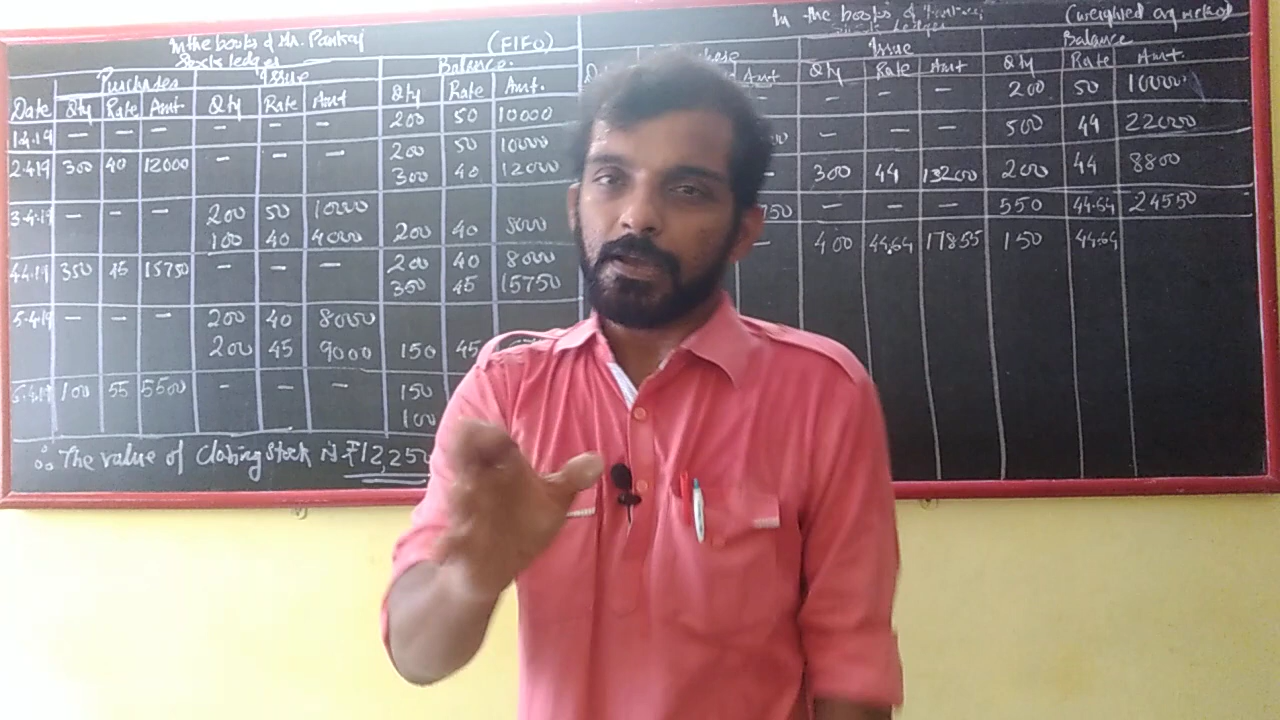 In the books of Mr. Pankaj (FIFO)
Stock ledger
Purchases Issue Balance.
Date Qty Rate Amt Qty Rate Amt Qty Rate Amt.
1.4.19 — — — — — — 200 50 10000
2.4.19 300 40 12000 — — — 200 50 10000
300 40 12000
3.4.19 — — — 200 50 10000
100 40 4000 200 40 8000
4.4.19 350 45 15750 — — — 200 40 8000
350 45 15750
5.4.19 — — — 200 40 8000
200 45 9000 150 45
6.4.19 100 55 5500 — — — 150
100
∴ The value of closing stock is ₹12,250
In the books of (weighted avg method)
Issue Balance
Amt Qty Rate Amt Qty Rate Amt.
— — — 200 50 10000
— — — 500 44 22000
— 300 44 13200 200 44 8800
750 — — — 550 44.64 24550
— 400 44.64 17855 150 44.64